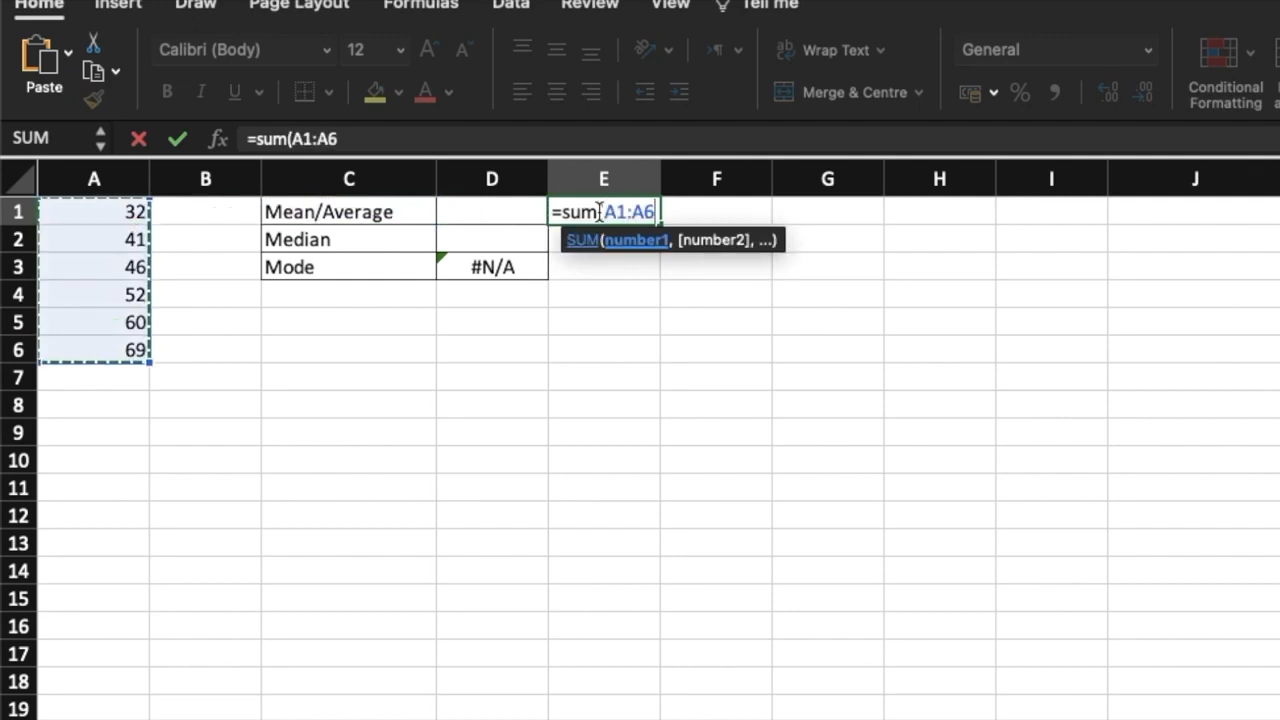 Home Insert Draw Page Layout Formulas Data Review View Tell me
Calibri (Body) 12 Wrap Text General
Paste B I U Merge & Centre % Conditional Formatting
SUM fx =sum(A1:A6
A B C D E F G H I J
1 32 Mean/Average =sum(A1:A6
2 41 Median SUM(number1, [number2], ...)
3 46 Mode #N/A
4 52
5 60
6 69
7
8
9
10
11
12
13
14
15
16
17
18
19